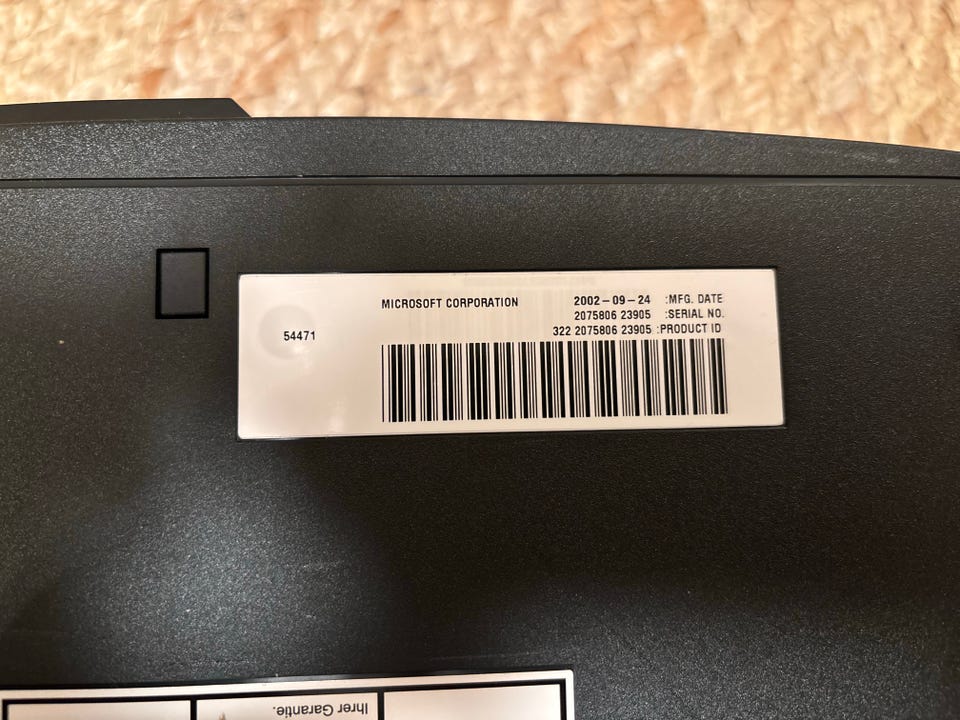 MICROSOFT CORPORATION
2002-09-24 :MFG. DATE
2075806 23905 :SERIAL NO.
54471
322 2075806 23905 :PRODUCT ID
Ihrer Garantie.